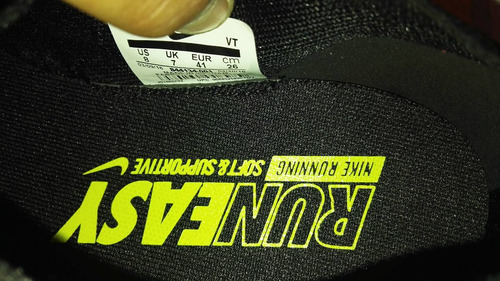 VT
US UK EUR cm
8 7 41 26
NIKE RUNNING SOFT & SUPPORTIVE
RUNEASY